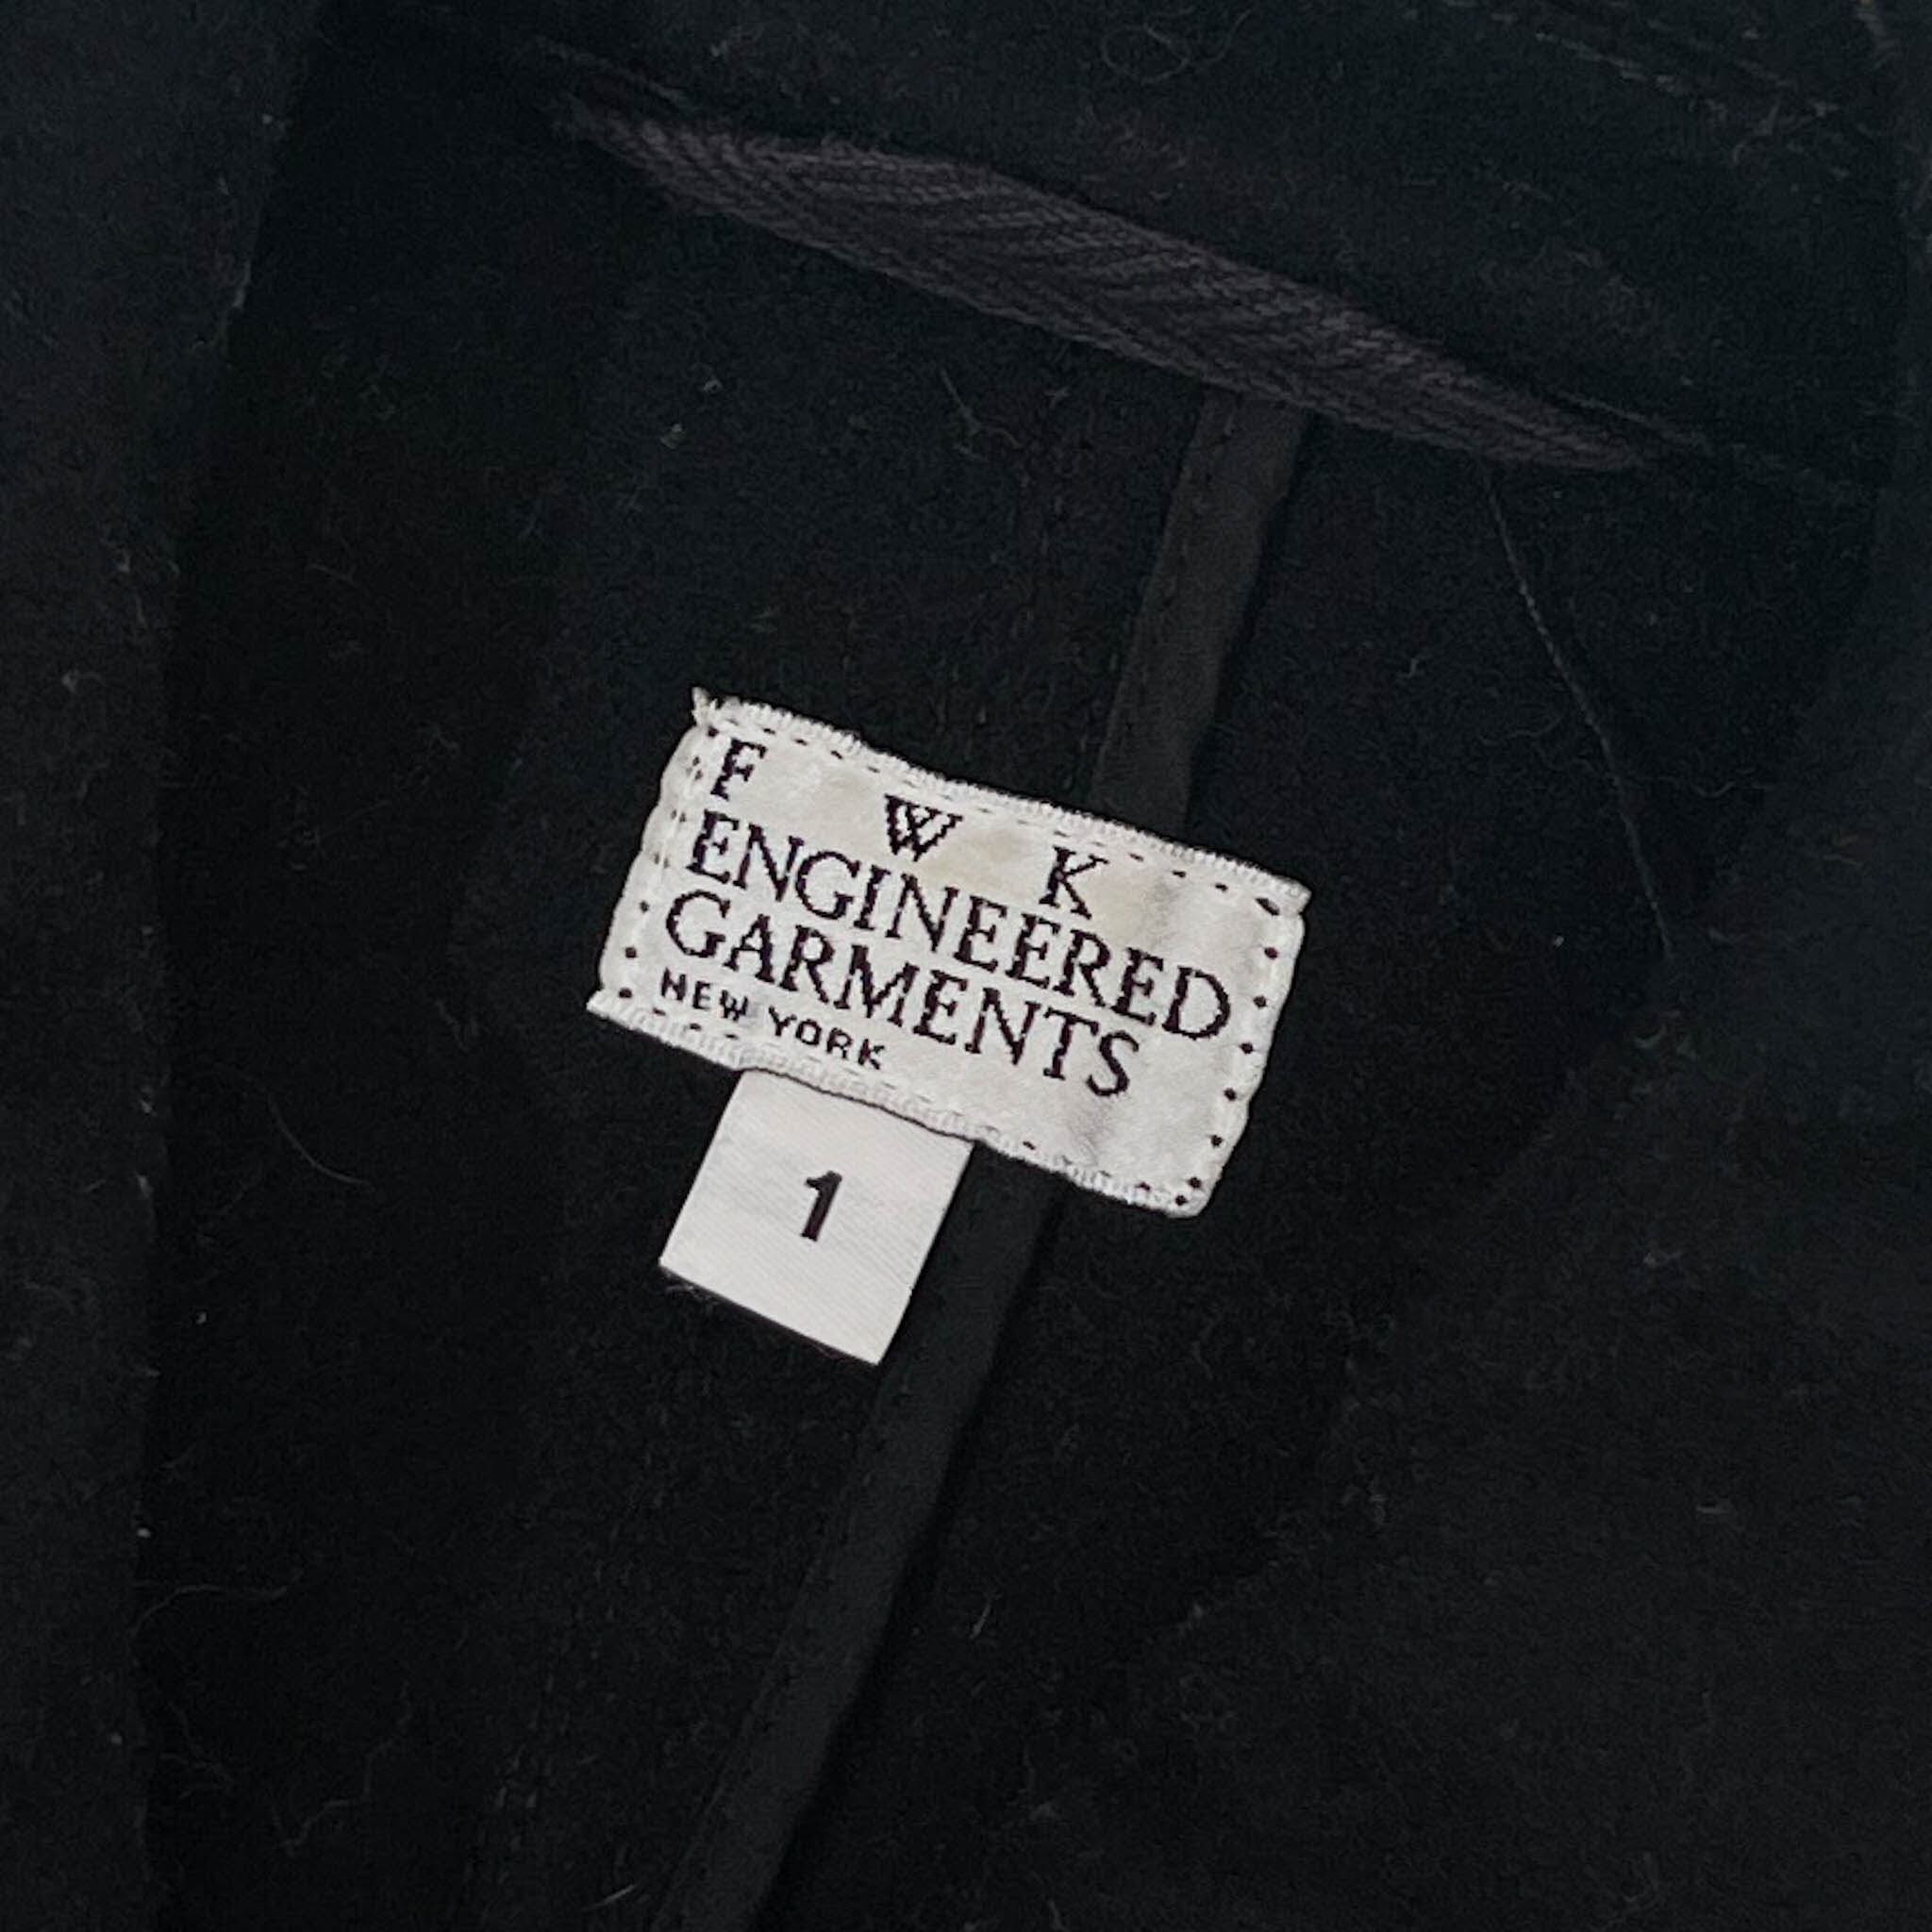 F W K
ENGINEERED
GARMENTS
NEW YORK
1